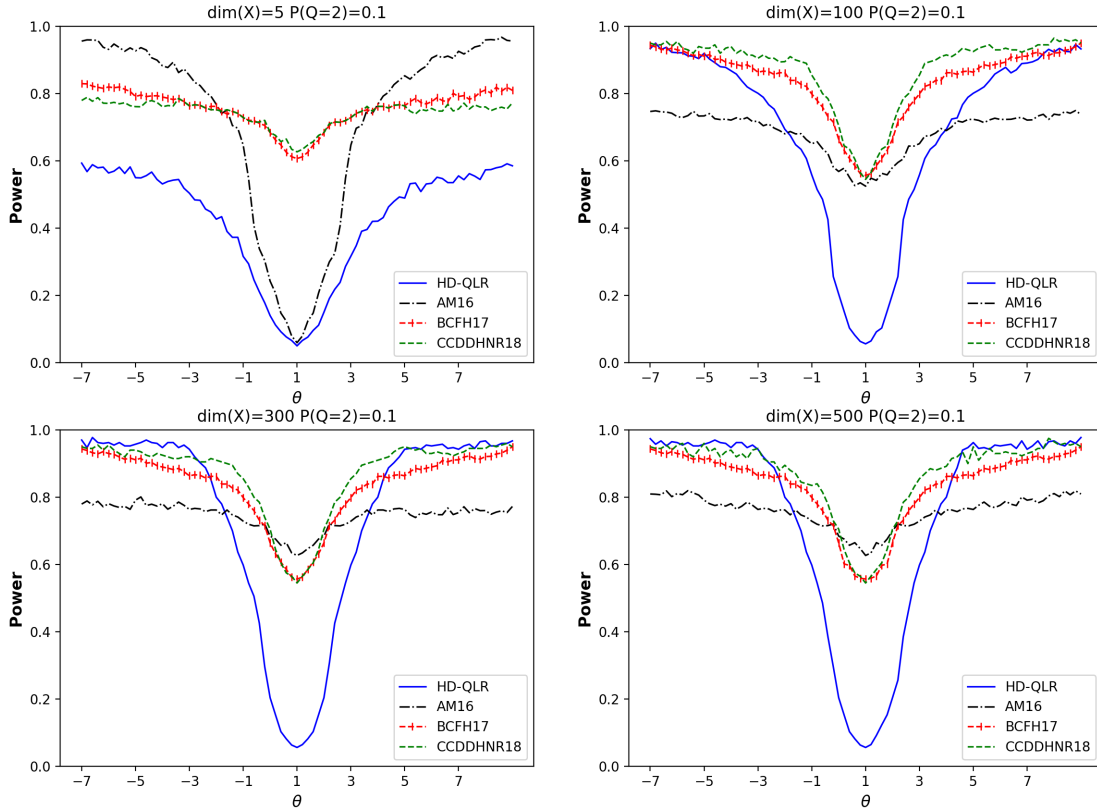 dim(X)=5 P(Q=2)=0.1
1.0
0.8
0.6
0.4
0.2
0.0
Power
−7 −5 −3 −1 1 3 5 7
θ
HD-QLR
AM16
BCFH17
CCDDHNR18
dim(X)=100 P(Q=2)=0.1
1.0
0.8
0.6
0.4
0.2
0.0
Power
−7 −5 −3 −1 1 3 5 7
θ
HD-QLR
AM16
BCFH17
CCDDHNR18
dim(X)=300 P(Q=2)=0.1
1.0
0.8
0.6
0.4
0.2
0.0
Power
−7 −5 −3 −1 1 3 5 7
θ
HD-QLR
AM16
BCFH17
CCDDHNR18
dim(X)=500 P(Q=2)=0.1
1.0
0.8
0.6
0.4
0.2
0.0
Power
−7 −5 −3 −1 1 3 5 7
θ
HD-QLR
AM16
BCFH17
CCDDHNR18